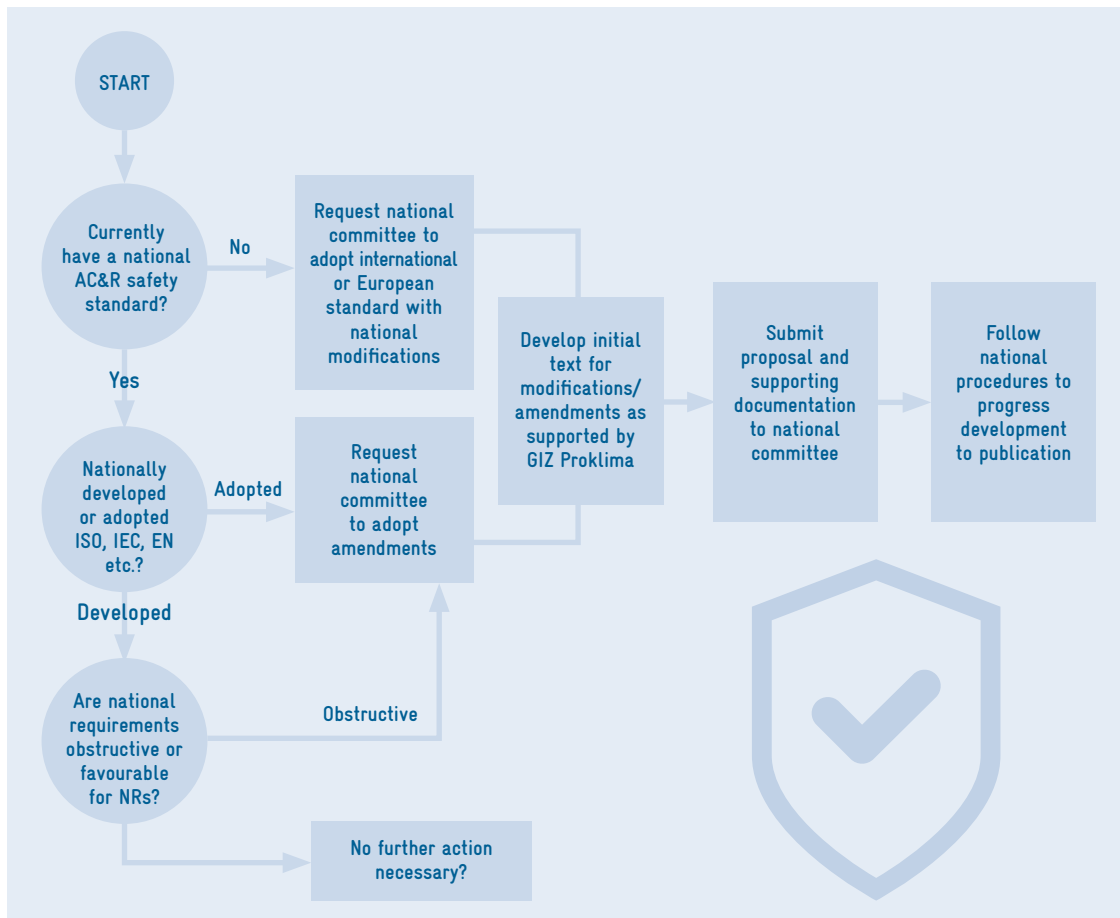 START
Currently
have a national
AC&R safety
standard?
No
Request national
committee to
adopt international
or European
standard with
national
modifications
Yes
Nationally
developed
or adopted
ISO, IEC, EN
etc.?
Adopted
Request
national
committee
to adopt
amendments
Develop initial
text for
modifications/
amendments as
supported by
GIZ Proklima
Submit
proposal and
supporting
documentation
to national
committee
Follow
national
procedures to
progress
development
to publication
Developed
Are national
requirements
obstructive or
favourable
for NRs?
Obstructive
No further action
necessary?